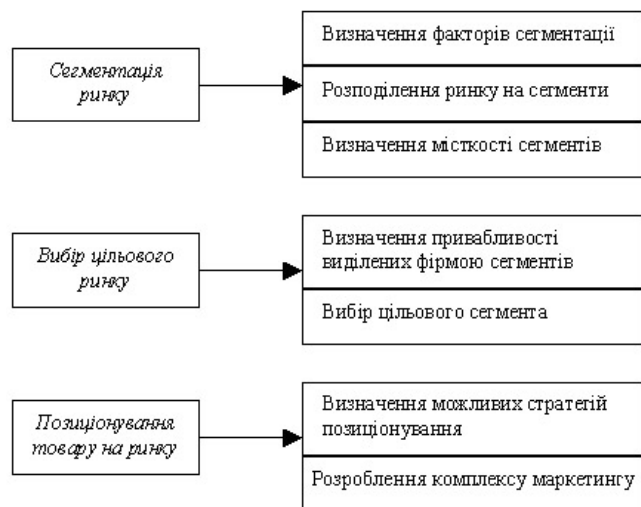 Сегментація
ринку
Визначення факторів сегментації
Розподілення ринку на сегменти
Визначення місткості сегментів
Вибір цільового
ринку
Визначення привабливості
виділених фірмою сегментів
Вибір цільового сегмента
Позиціонування
товару на ринку
Визначення можливих стратегій
позиціонування
Розроблення комплексу маркетингу